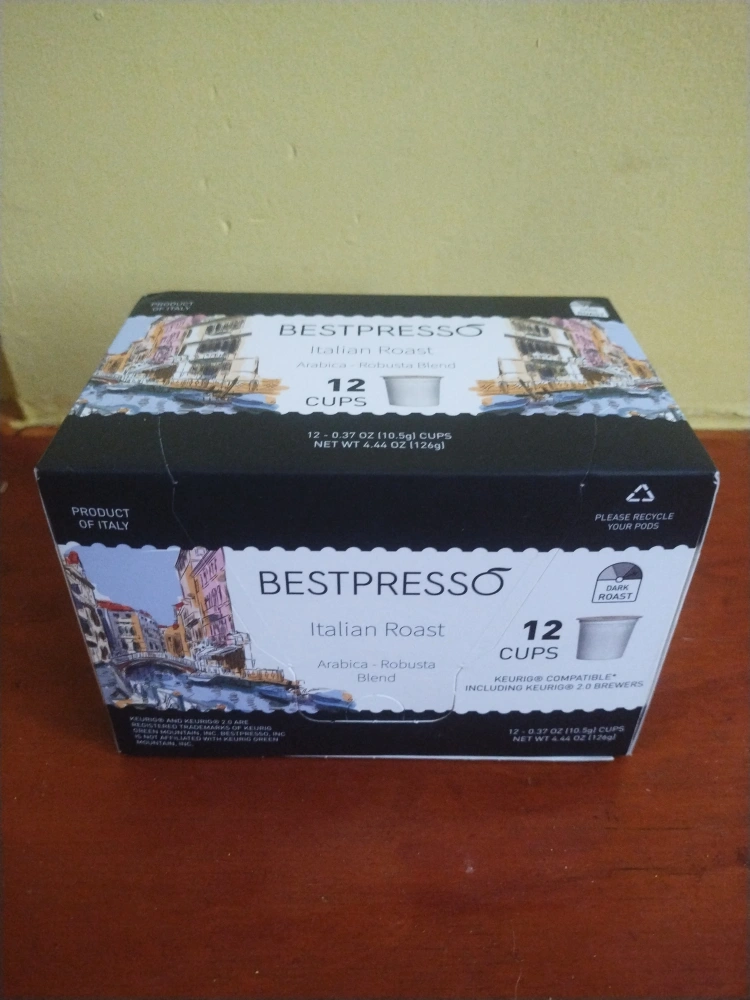 PRODUCT
OF ITALY
BESTPRESSO
Italian Roast
Arabica - Robusta Blend
12
CUPS
12 - 0.37 OZ (10.5g) CUPS
NET WT 4.44 OZ (126g)
PRODUCT
OF ITALY
PLEASE RECYCLE
YOUR PODS
BESTPRESSO
DARK
ROAST
Italian Roast
12
CUPS
Arabica - Robusta
Blend
KEURIG® COMPATIBLE*
INCLUDING KEURIG® 2.0 BREWERS
KEURIG® AND KEURIG® 2.0 ARE
REGISTERED TRADEMARKS OF KEURIG
GREEN MOUNTAIN, INC. BESTPRESSO, INC
IS NOT AFFILIATED WITH KEURIG GREEN
MOUNTAIN, INC.
12 - 0.37 OZ (10.5g) CUPS
NET WT 4.44 OZ (126g)